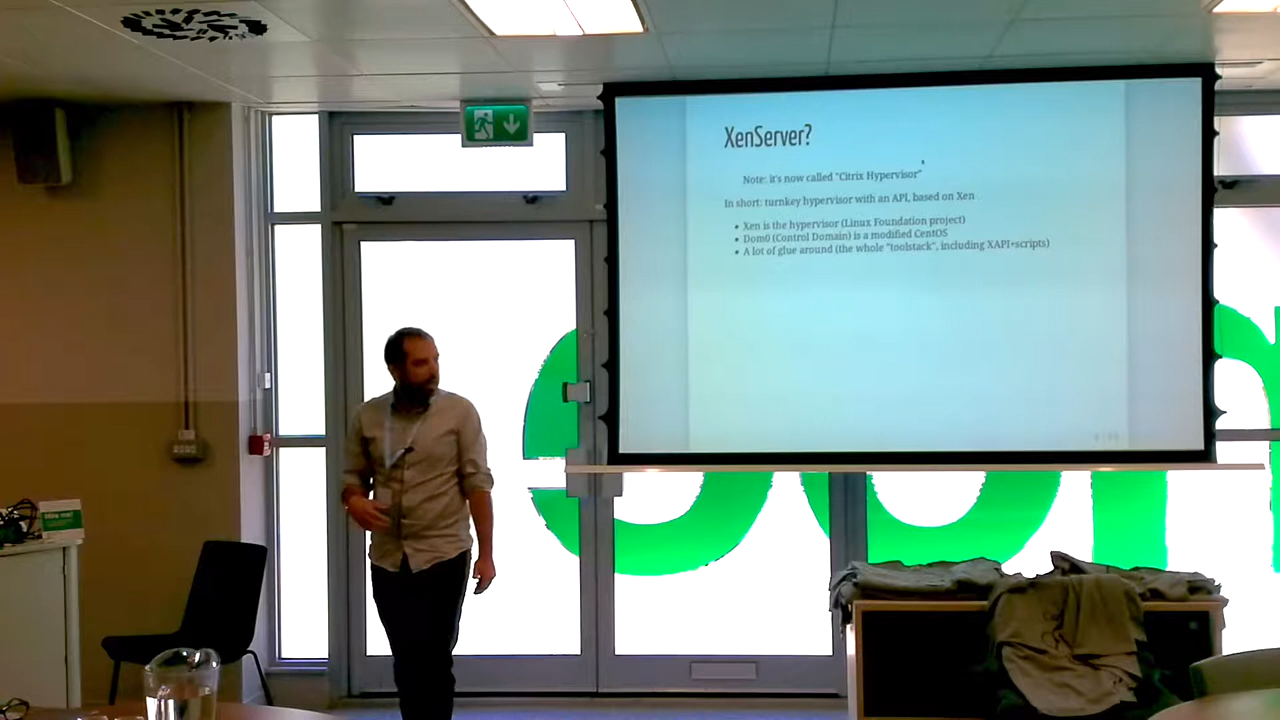 XenServer?
Note: it's now called "Citrix Hypervisor"
In short: turnkey hypervisor with an API, based on Xen
• Xen is the hypervisor (Linux Foundation project)
• Dom0 (Control Domain) is a modified CentOS
• A lot of glue around (the whole "toolstack", including XAPI+scripts)